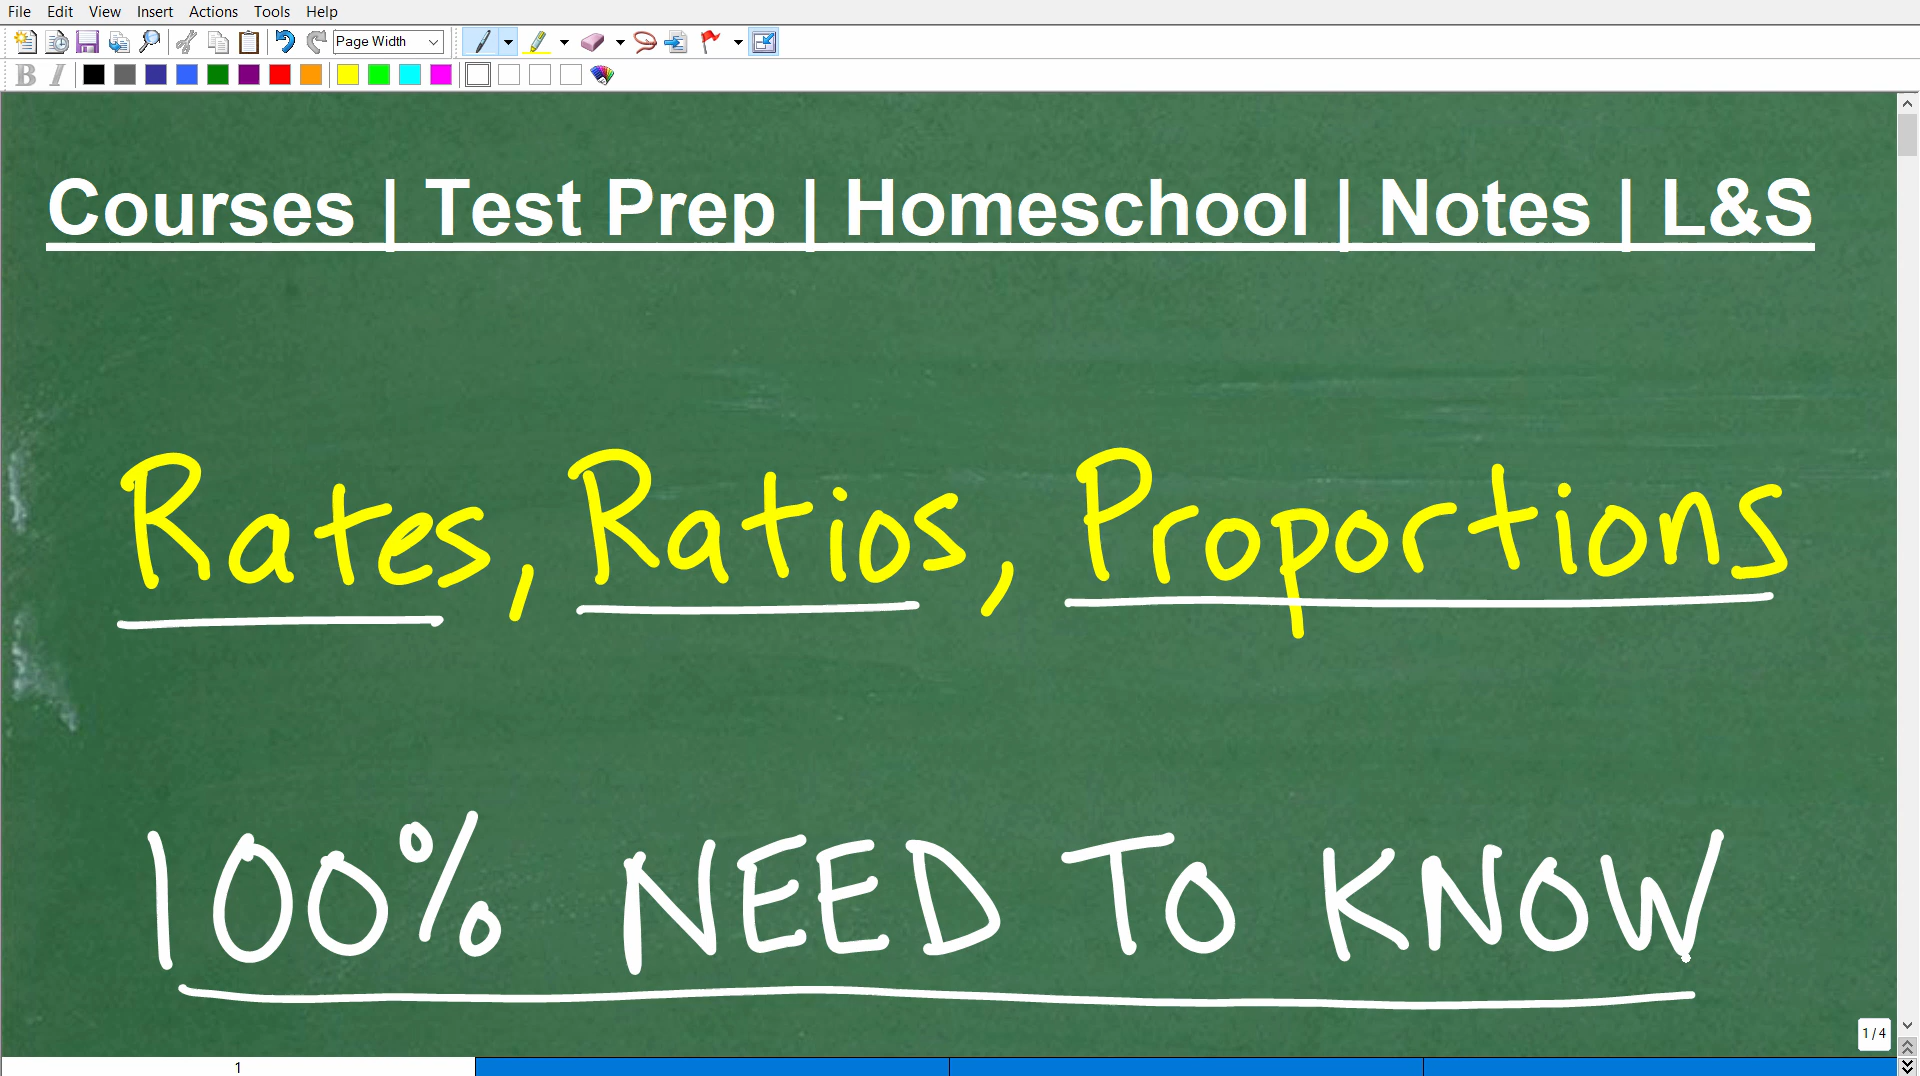 File Edit View Insert Actions Tools Help
Page Width
B I
Courses | Test Prep | Homeschool | Notes | L&S
Rates, Ratios, Proportions
100% NEED TO KNOW
1 / 4
1